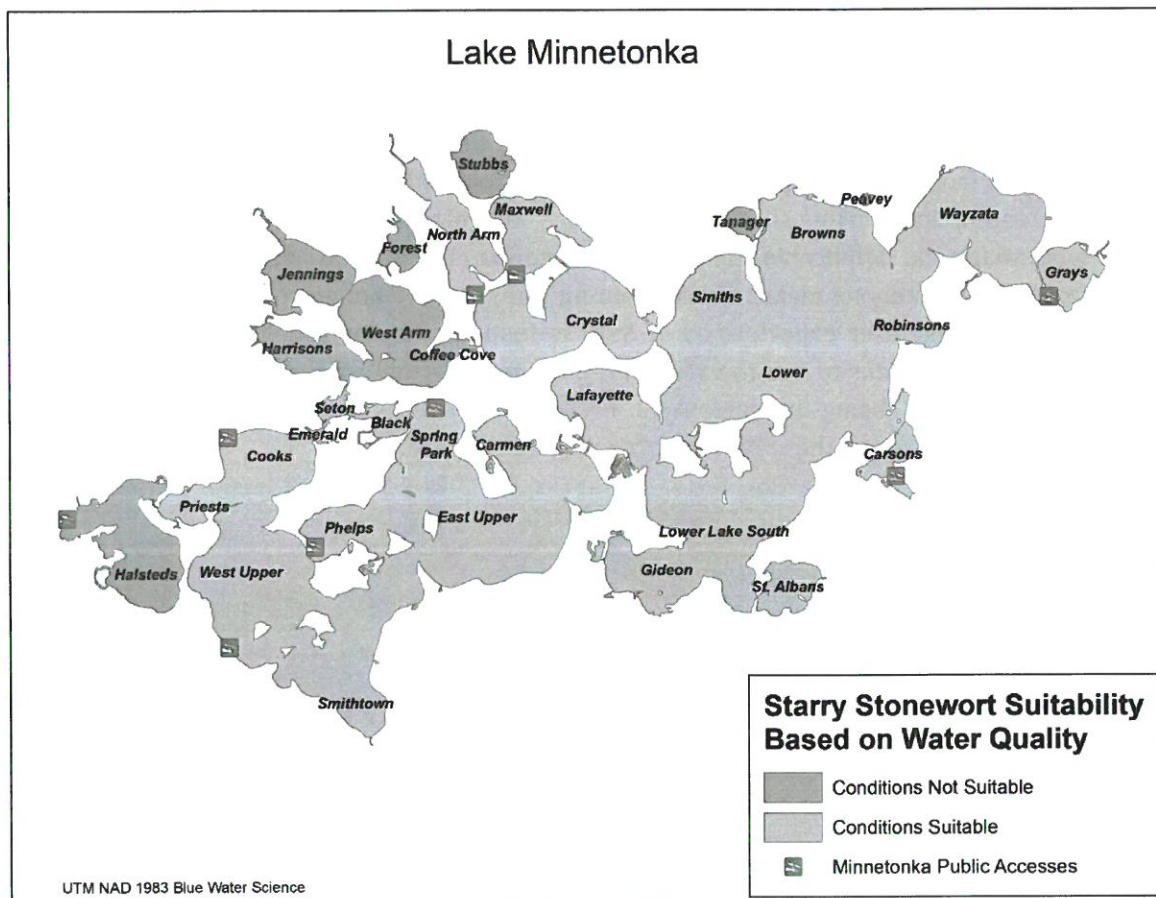 Lake Minnetonka
Stubbs
Maxwell
Peavey
Wayzata
Tanager
Browns
North Arm
Forest
Jennings
Grays
Smiths
Crystal
Robinsons
West Arm
Harrisons
Coffee Cove
Lower
Lafayette
Seton
Black
Emerald
Spring
Park
Carmen
Cooks
Carsons
Priests
Phelps
East Upper
Lower Lake South
Halsteds
West Upper
Gideon
St. Albans
Smithtown
Starry Stonewort Suitability
Based on Water Quality
Conditions Not Suitable
Conditions Suitable
Minnetonka Public Accesses
UTM NAD 1983 Blue Water Science